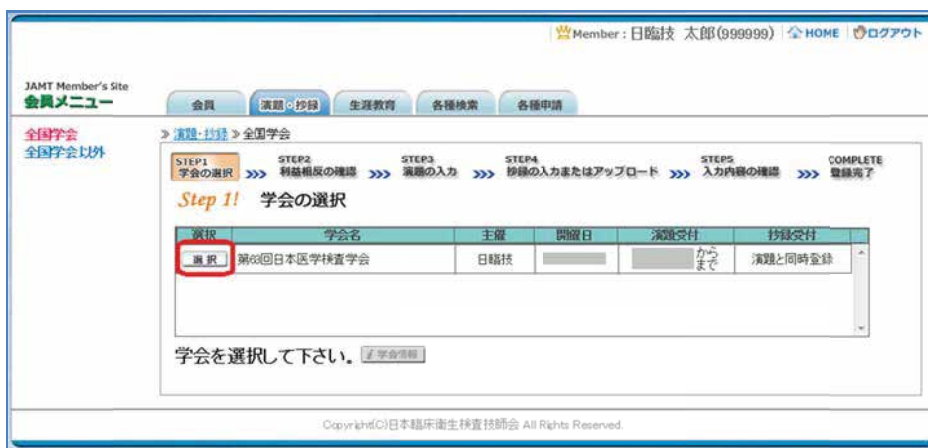 Member : 日臨技 太郎(999999) HOME ログアウト
JAMT Member's Site
会員メニュー
会員 演題・抄録 生涯教育 各種検索 各種申請
全国学会
全国学会以外
» 演題・抄録 » 全国学会
STEP1 STEP2 STEP3 STEP4 STEP5 COMPLETE
学会の選択 >>> 利益相反の確認 >>> 演題の入力 >>> 抄録の入力またはアップロード >>> 入力内容の確認 >>> 登録完了
Step 1! 学会の選択
選択 学会名 主催 開催日 演題受付 抄録受付
選択 第63回日本医学検査学会 日臨技 から まで 演題と同時登録
学会を選択して下さい。 i 学会情報
Copyright(C)日本臨床衛生検査技師会 All Rights Reserved.